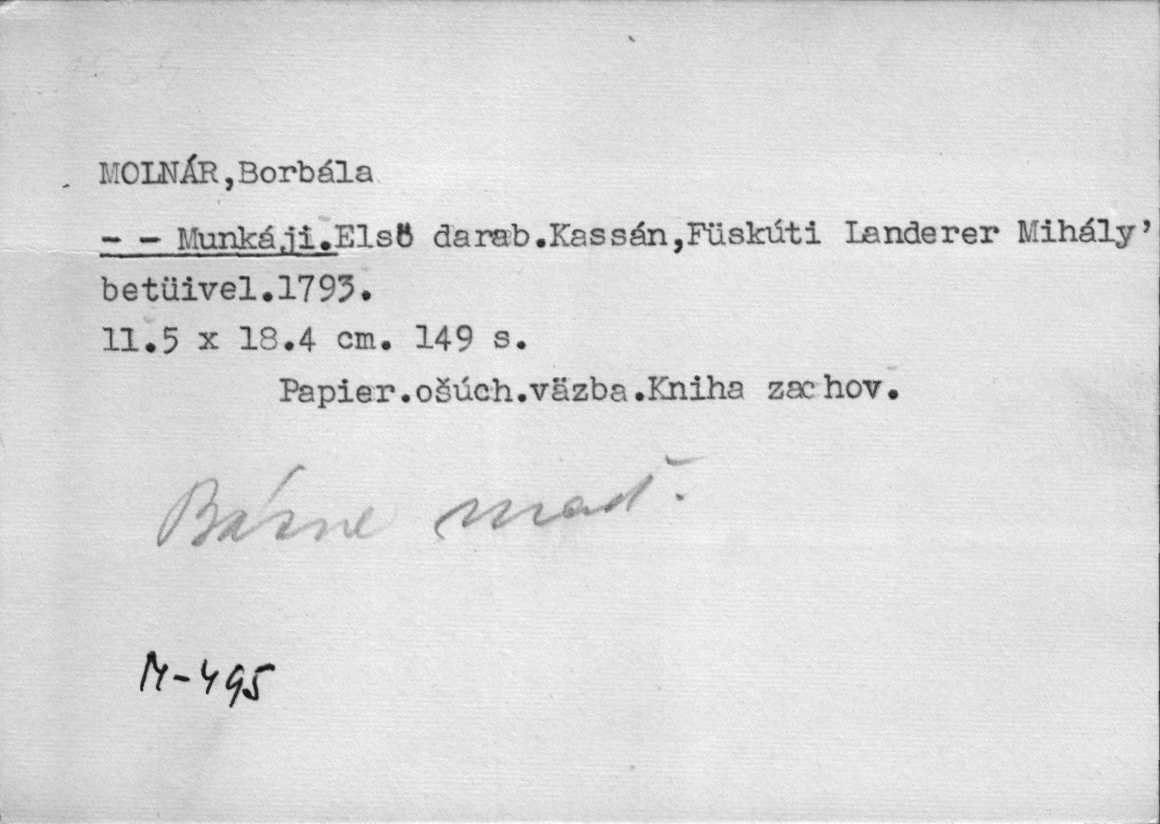 MOLNÁR,Borbála
- - Munkáji.Elsö darab.Kassán,Füskúti Landerer Mihály'
betüivel.1793.
11.5 x 18.4 cm. 149 s.
Papier.ošúch.väzba.Kniha zachov.
Básne maď.
M-495